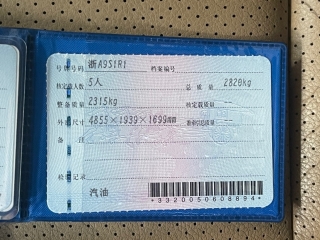 号牌号码 浙A9S1R1 档案编号
核定载人数 5人 总质量 2820kg
整备质量 2315kg 核定载质量 --
外廓尺寸 4855×1939×1699mm 准牵引总质量 --
备注
检验记录
汽油
*3320050608894*